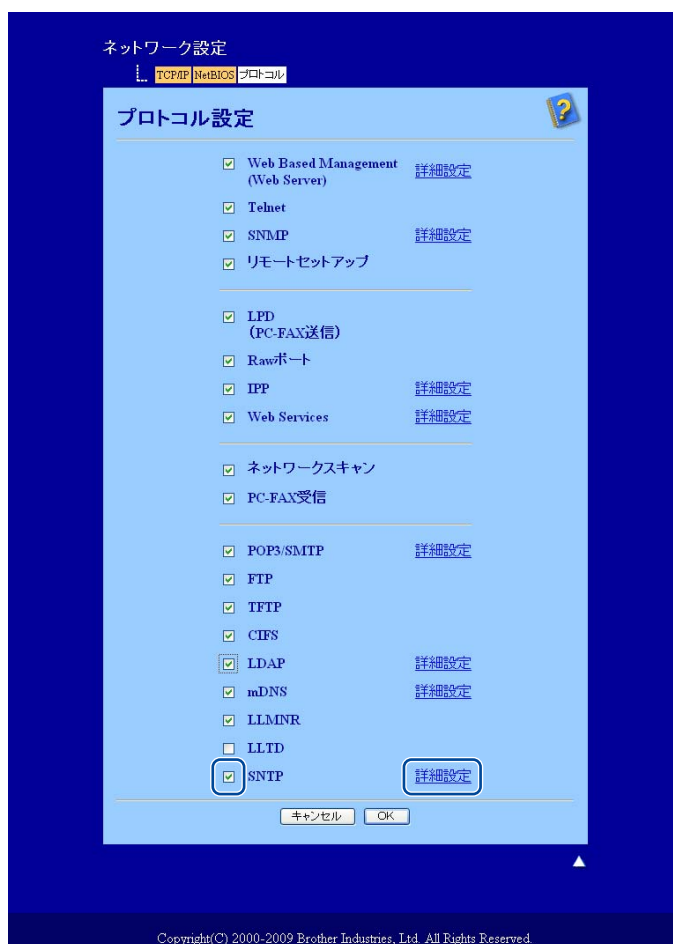 ネットワーク設定
TCP/IP NetBIOS プロトコル
プロトコル設定
Web Based Management 詳細設定
(Web Server)
Telnet
SNMP 詳細設定
リモートセットアップ
LPD
(PC-FAX送信)
Rawポート
IPP 詳細設定
Web Services 詳細設定
ネットワークスキャン
PC-FAX受信
POP3/SMTP 詳細設定
FTP
TFTP
CIFS
LDAP 詳細設定
mDNS 詳細設定
LLMNR
LLTD
SNTP 詳細設定
キャンセル OK
Copyright(C) 2000-2009 Brother Industries, Ltd. All Rights Reserved.